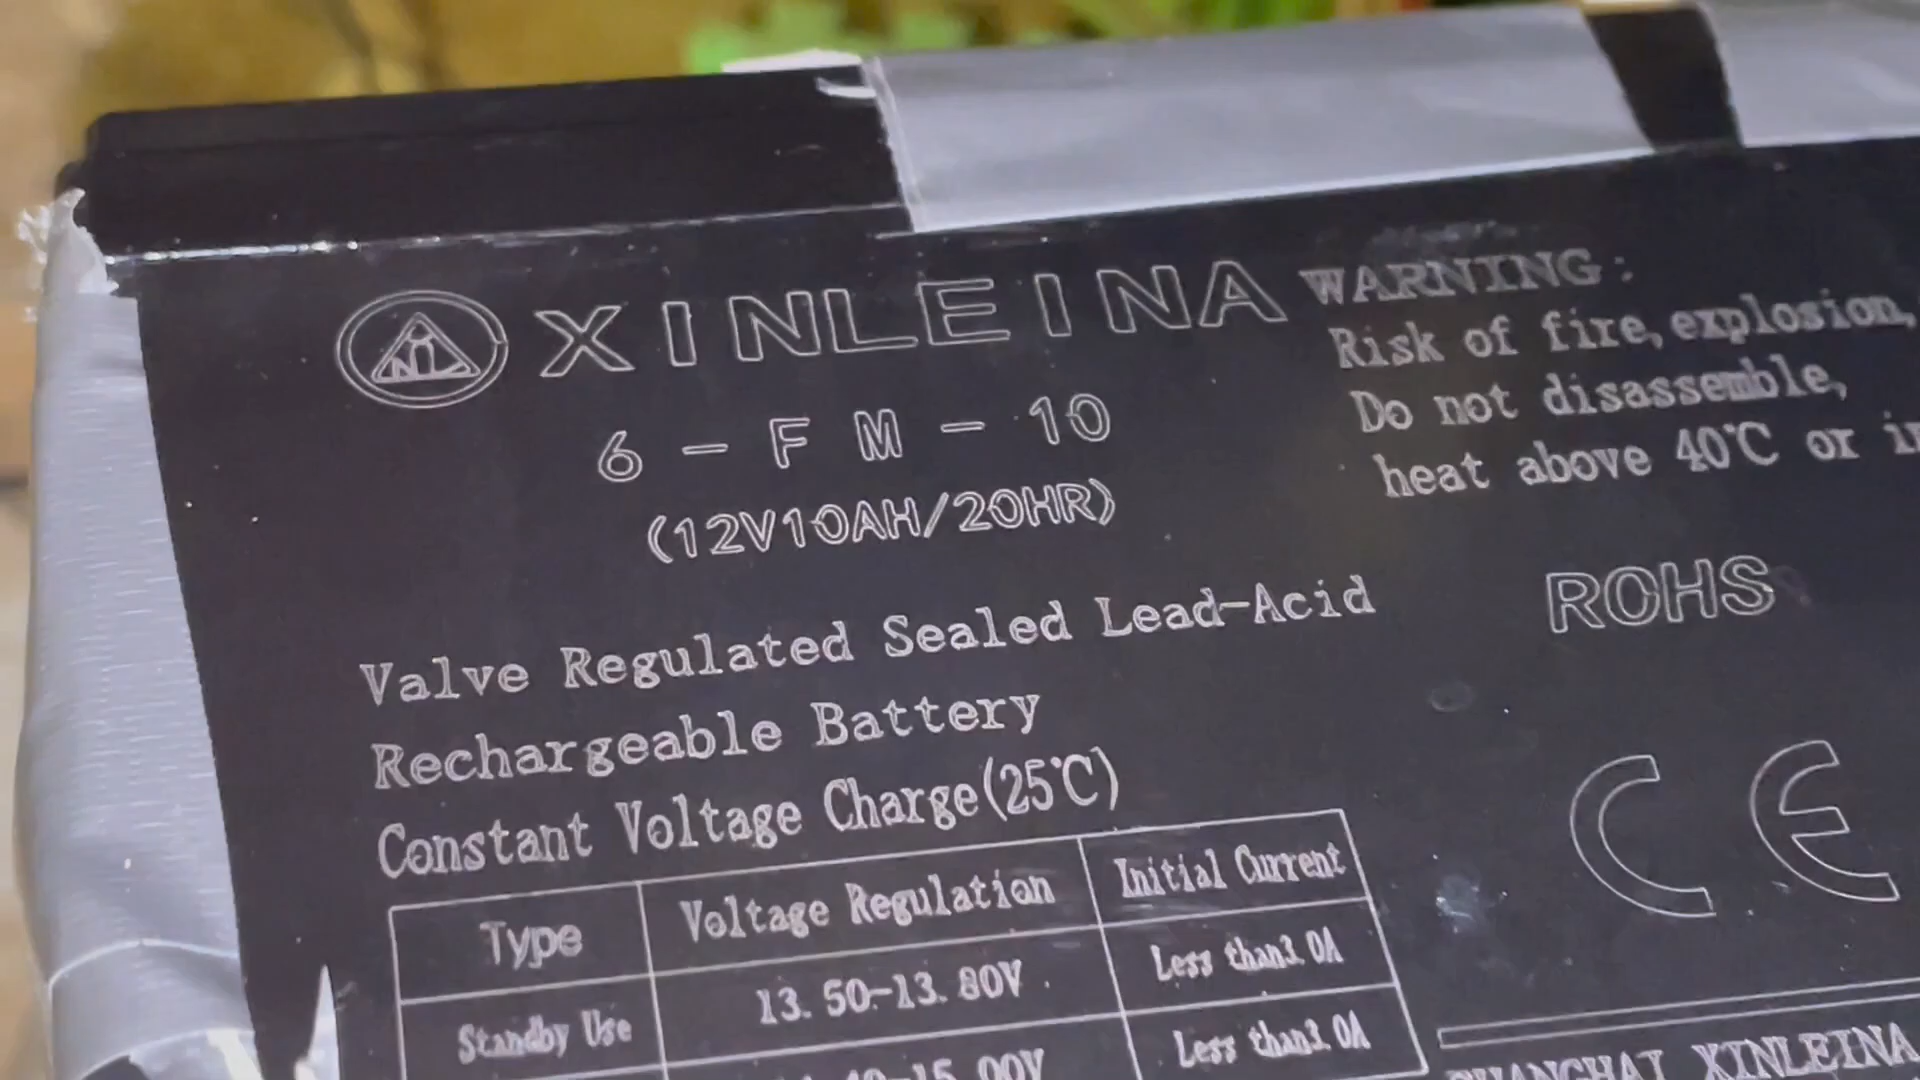 XINLEINA
6-FM-10
(12V10AH/20HR)
Valve Regulated Sealed Lead-Acid
Rechargeable Battery
Constant Voltage Charge(25℃)
Type Voltage Regulation Initial Current
Standby Use 13.50-13.80V Less than3.0A
15.00V Less than3.0A
WARNING:
Risk of fire, explosion,
Do not disassemble,
heat above 40℃ or
ROHS
CE
SHANGHAI XINLEINA